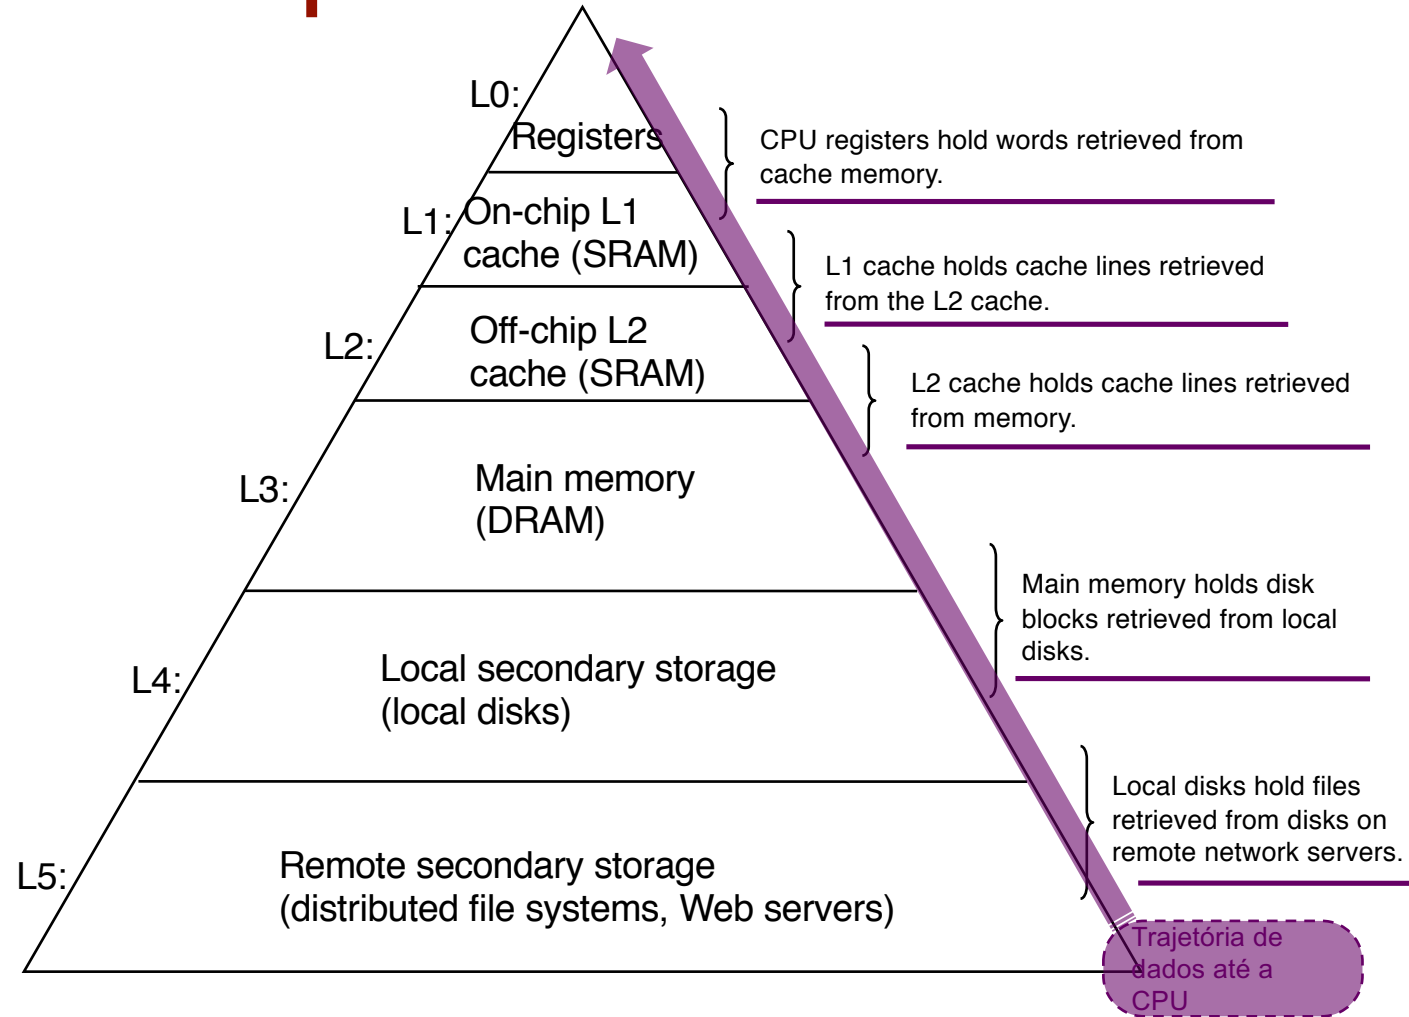 L0:
Registers
CPU registers hold words retrieved from
cache memory.
L1:
On-chip L1
cache (SRAM)
L1 cache holds cache lines retrieved
from the L2 cache.
L2:
Off-chip L2
cache (SRAM)
L2 cache holds cache lines retrieved
from memory.
L3:
Main memory
(DRAM)
Main memory holds disk
blocks retrieved from local
disks.
L4:
Local secondary storage
(local disks)
Local disks hold files
retrieved from disks on
remote network servers.
L5:
Remote secondary storage
(distributed file systems, Web servers)
Trajetória de
dados até a
CPU